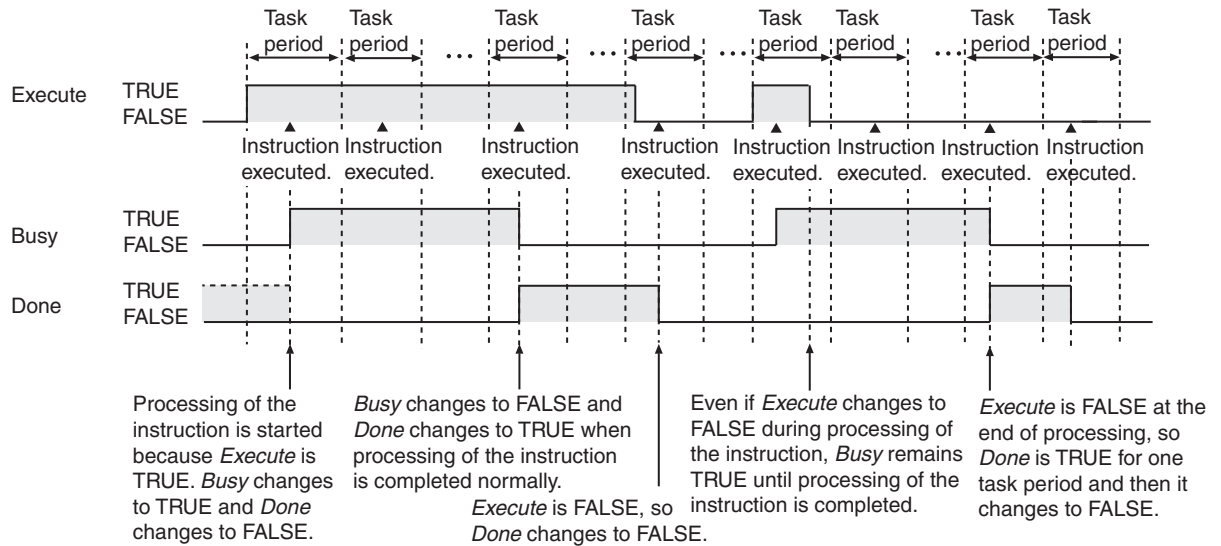 Task period
Task period
...
Task period
...
Task period
...
Task period
Task period
...
Task period
Task period
Execute
TRUE
FALSE
Instruction executed.
Instruction executed.
Instruction executed.
Instruction executed.
Instruction executed.
Instruction executed.
Instruction executed.
Instruction executed.
Busy
TRUE
FALSE
Done
TRUE
FALSE
Processing of the
instruction is started
because Execute is
TRUE. Busy changes
to TRUE and Done
changes to FALSE.
Busy changes to FALSE and
Done changes to TRUE when
processing of the instruction
is completed normally.
Execute is FALSE, so
Done changes to FALSE.
Even if Execute changes to
FALSE during processing of
the instruction, Busy remains
TRUE until processing of the
instruction is completed.
Execute is FALSE at the
end of processing, so
Done is TRUE for one
task period and then it
changes to FALSE.